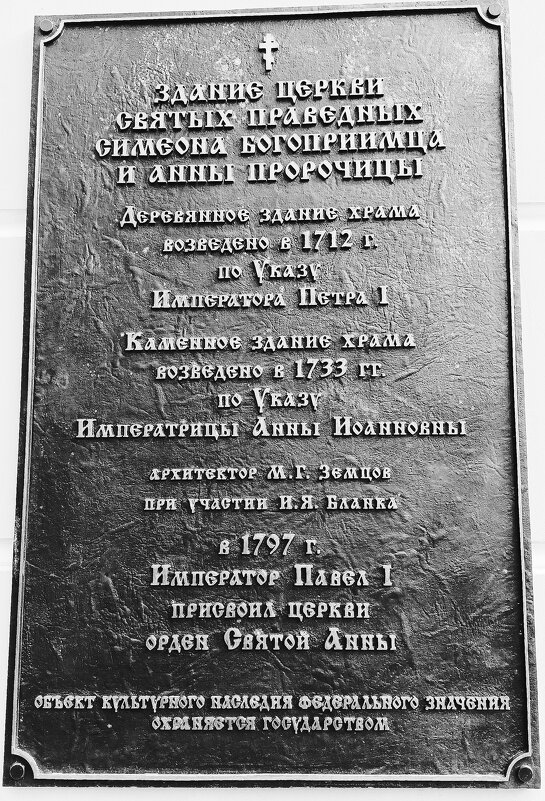 ЗДАНИЕ ЦЕРКВИ
СВЯТЫХ ПРАВЕДНЫХ
СИМЕОНА БОГОПРИИМЦА
И АННЫ ПРОРОЧИЦЫ
Деревянное здание храма
возведено в 1712 г.
по Указу
Императора Петра I
Каменное здание храма
возведено в 1733 гг.
по Указу
Императрицы Анны Иоанновны
архитектор М.Г. Земцов
при участии И.Я. Бланка
в 1797 г.
Император Павел I
присвоил церкви
орден Святой Анны
ОБЪЕКТ КУЛЬТУРНОГО НАСЛЕДИЯ ФЕДЕРАЛЬНОГО ЗНАЧЕНИЯ
ОХРАНЯЕТСЯ ГОСУДАРСТВОМ